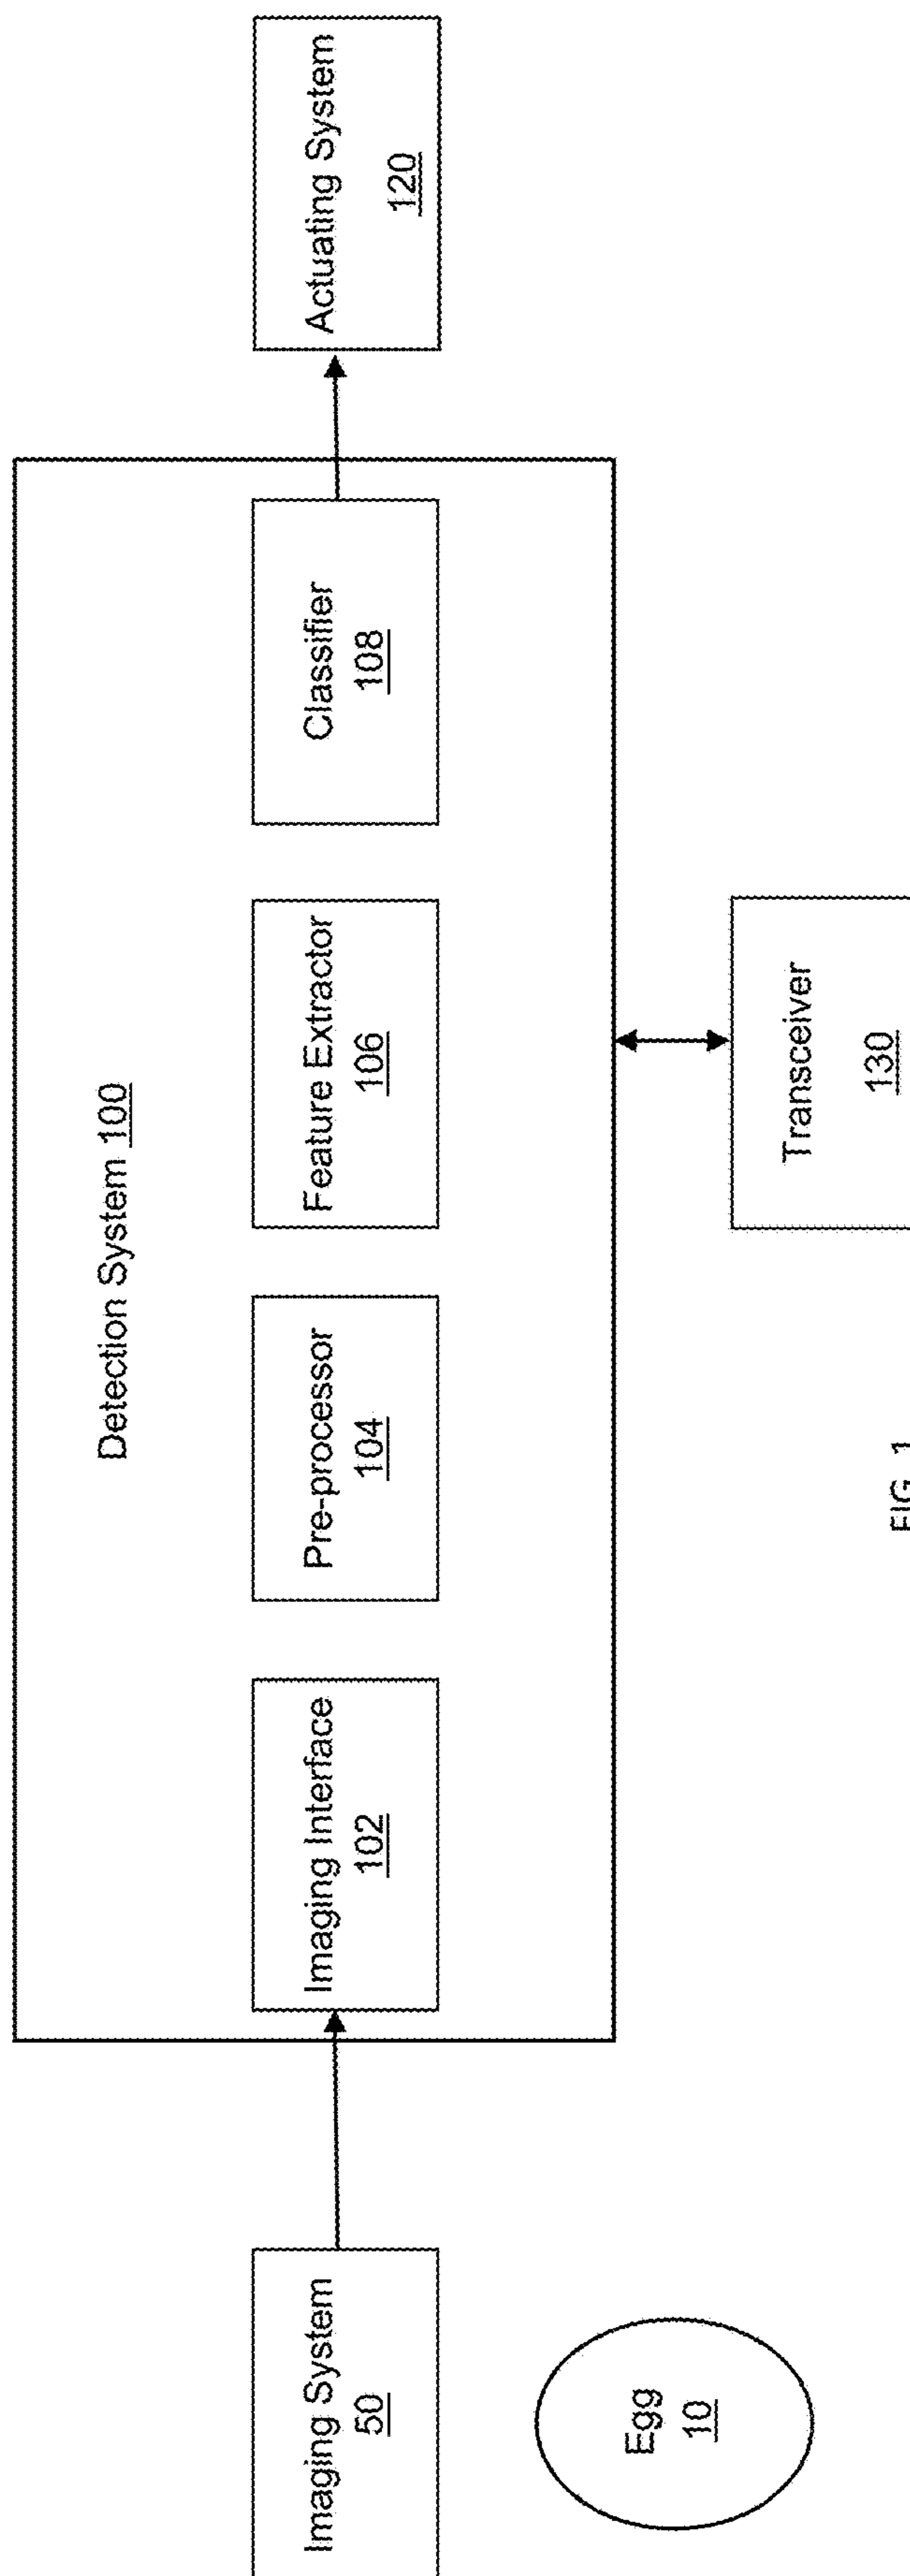 Detection System 100
Imaging System
50
Imaging Interface
102
Pre-processor
104
Feature Extractor
106
Classifier
108
Actuating System
120
Egg
10
Transceiver
130
FIG. 1